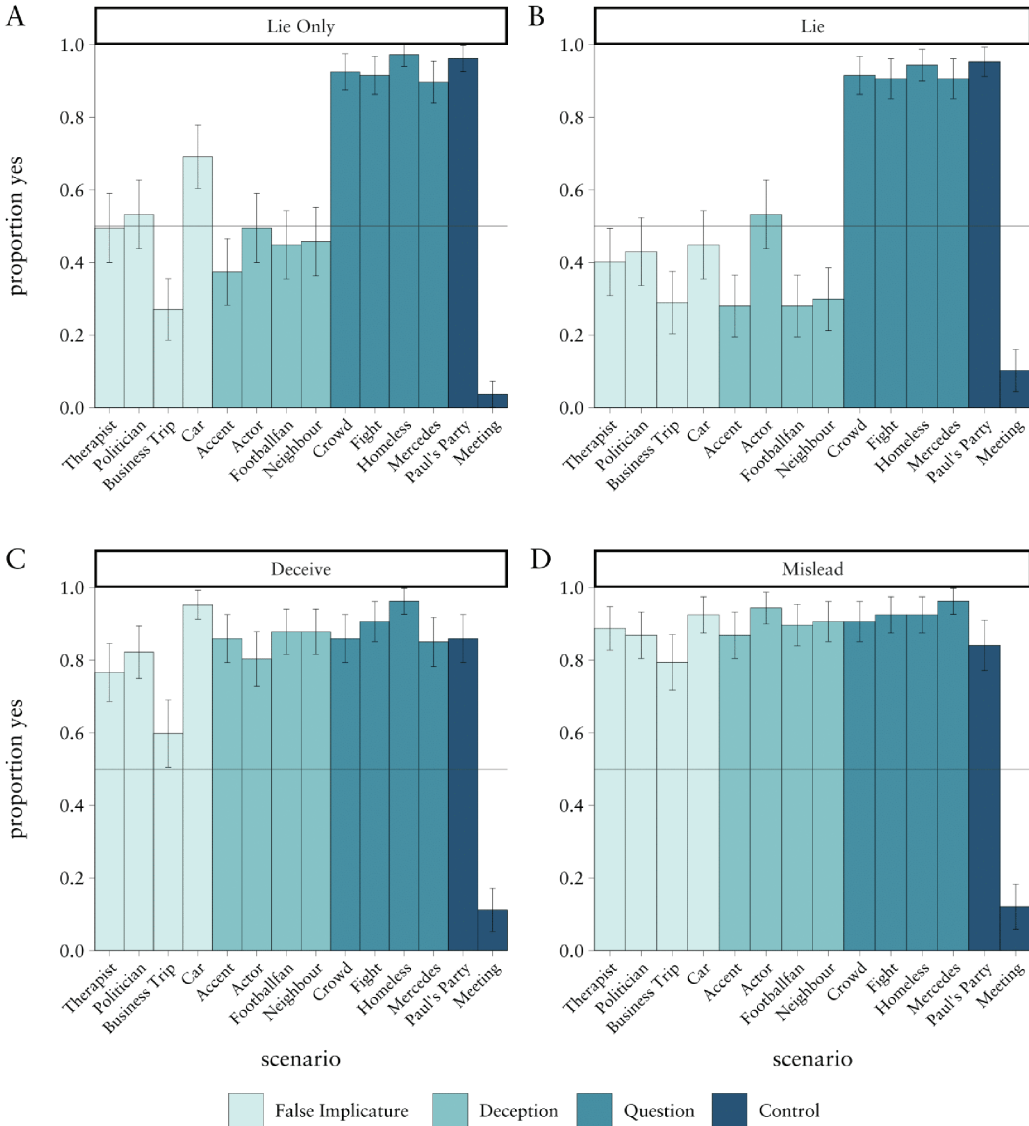 A
Lie Only
proportion yes
1.0
0.8
0.6
0.4
0.2
0.0
Therapist
Politician
Business Trip
Car
Accent
Actor
Footballfan
Neighbour
Crowd
Fight
Homeless
Mercedes
Paul's Party
Meeting
B
Lie
1.0
0.8
0.6
0.4
0.2
0.0
Therapist
Politician
Business Trip
Car
Accent
Actor
Footballfan
Neighbour
Crowd
Fight
Homeless
Mercedes
Paul's Party
Meeting
C
Deceive
proportion yes
1.0
0.8
0.6
0.4
0.2
0.0
Therapist
Politician
Business Trip
Car
Accent
Actor
Footballfan
Neighbour
Crowd
Fight
Homeless
Mercedes
Paul's Party
Meeting
scenario
D
Mislead
1.0
0.8
0.6
0.4
0.2
0.0
Therapist
Politician
Business Trip
Car
Accent
Actor
Footballfan
Neighbour
Crowd
Fight
Homeless
Mercedes
Paul's Party
Meeting
scenario
False Implicature
Deception
Question
Control